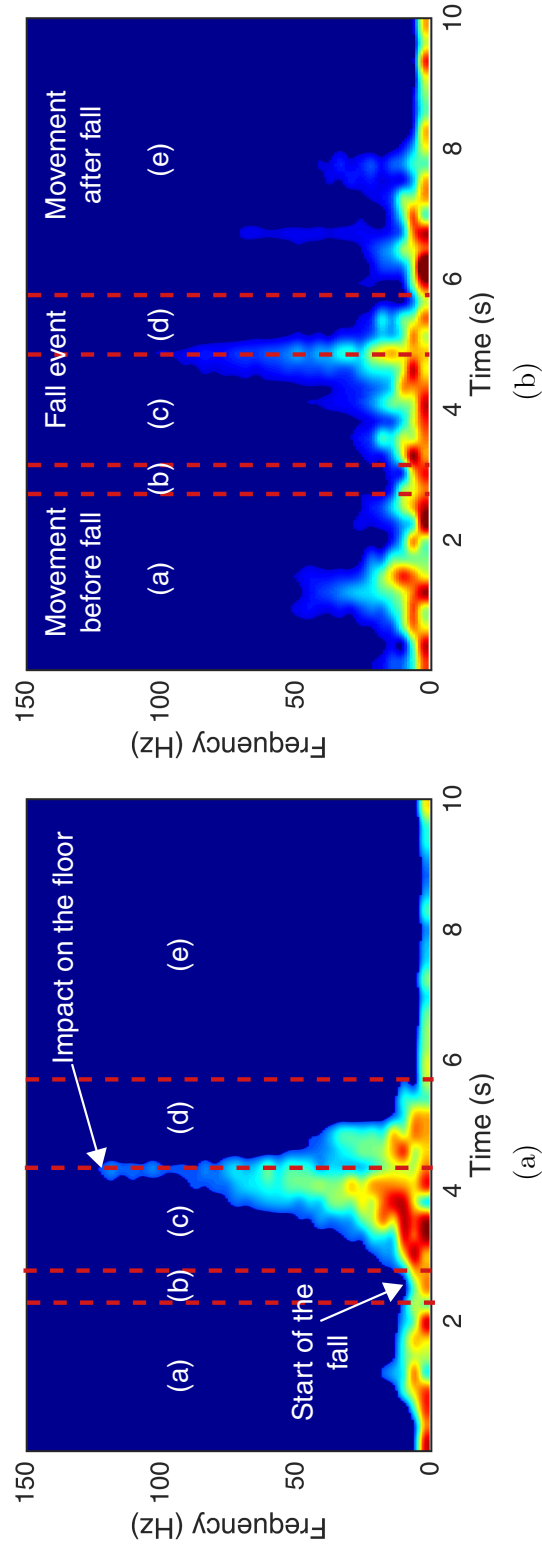 150
100
50
0
Frequency (Hz)
Impact on the floor
(a)
(b)
(c)
(d)
(e)
Start of the
fall
2
4
6
8
10
Time (s)
(a)
150
100
50
0
Frequency (Hz)
Movement
before fall
Fall event
Movement
after fall
(a)
(b)
(c)
(d)
(e)
2
4
6
8
10
Time (s)
(b)